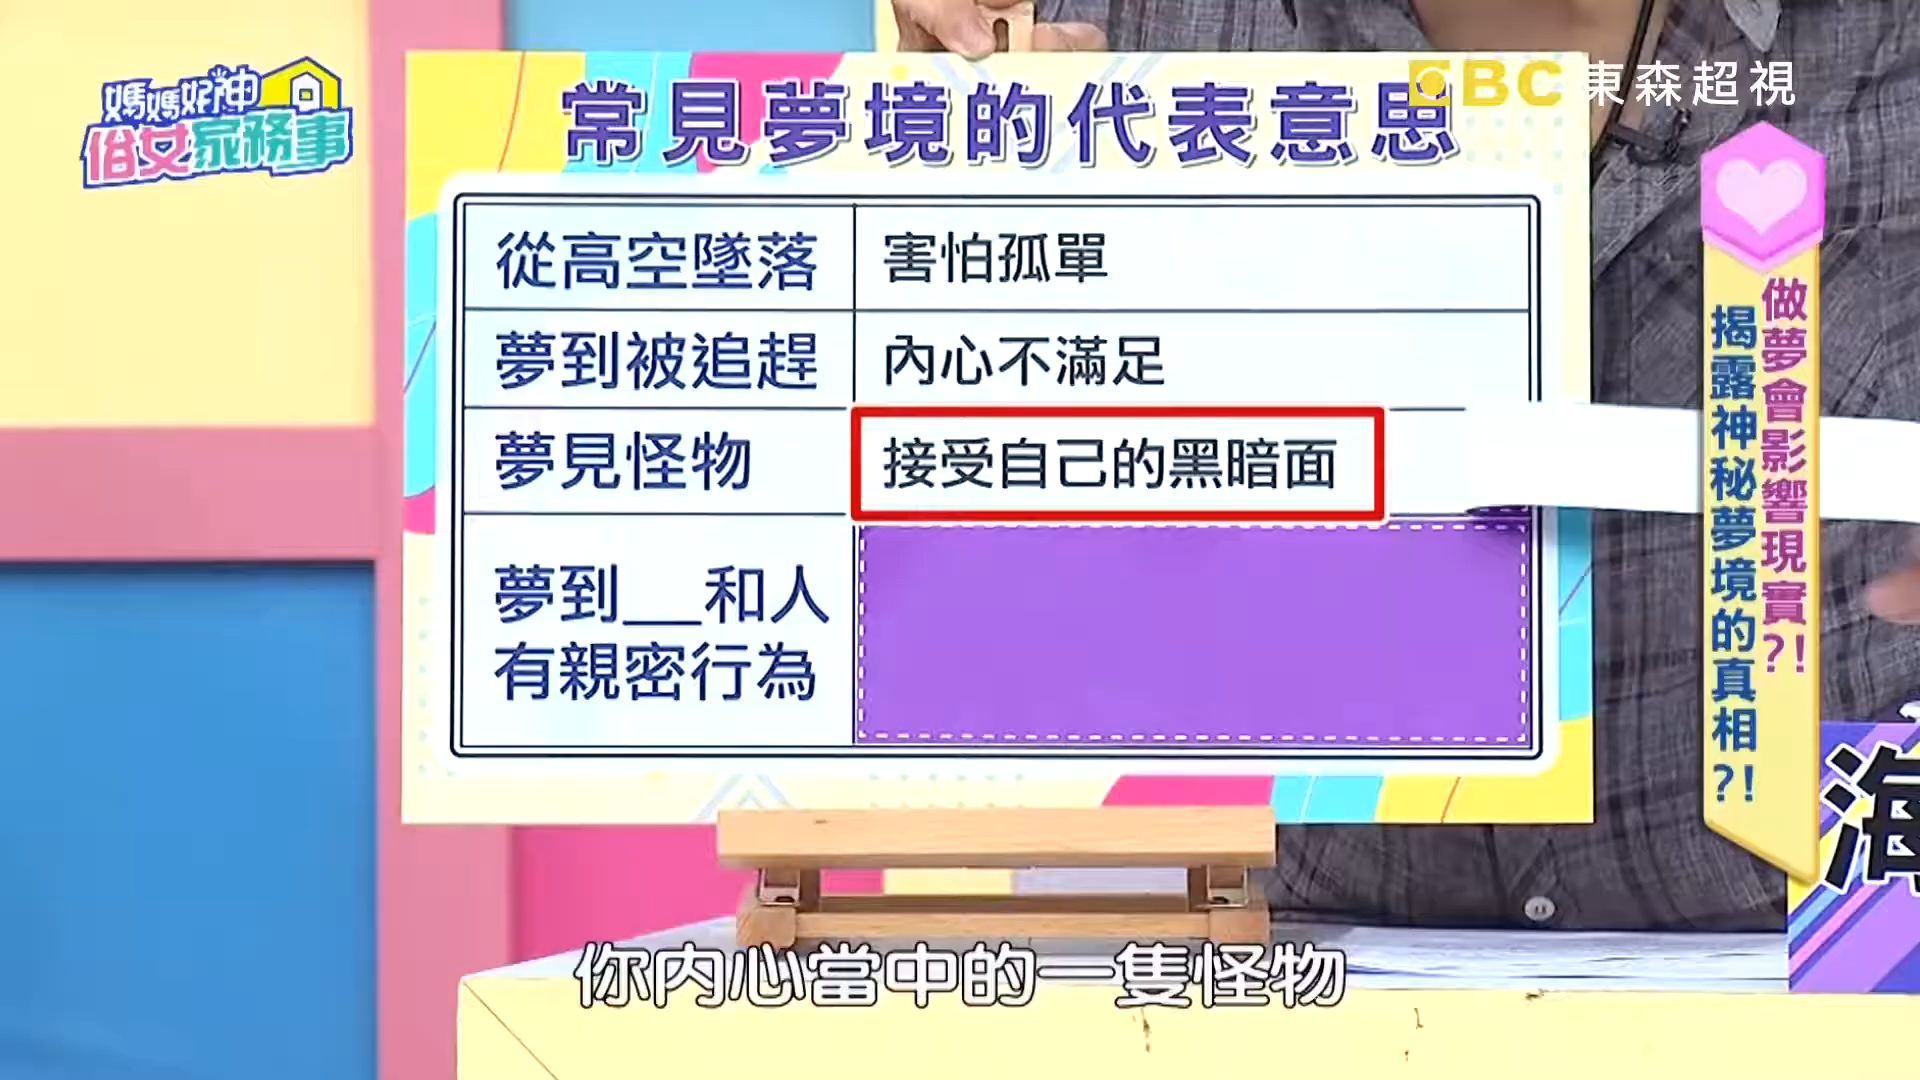 媽媽好神
俗女家務事
EBC 東森超視
常見夢境的代表意思
從高空墜落
害怕孤單
夢到被追趕
內心不滿足
夢見怪物
接受自己的黑暗面
夢到__和人
有親密行為
做夢會影響現實?!
揭露神秘夢境的真相?!
海
你內心當中的一隻怪物